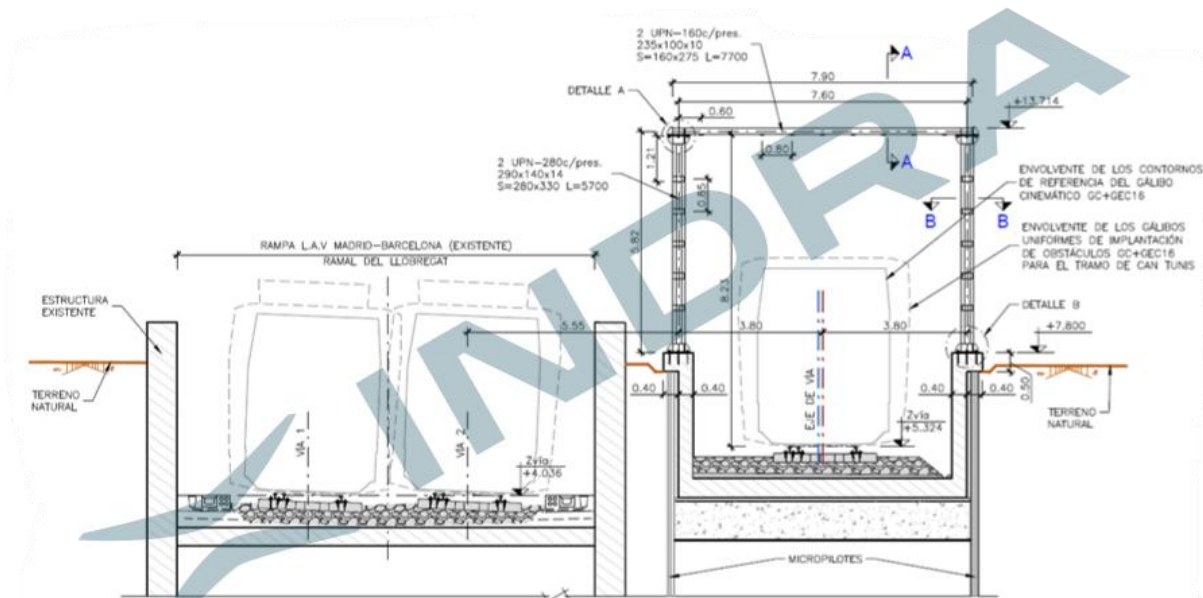 2 UPN-160c/pres.
235x100x10
S=160x275 L=7700
A
7.90
7.60
DETALLE A
0.60
+13.714
0.80
A
1.21
2 UPN-280c/pres.
290x140x14
S=280x330 L=5700
0.85
B
B
ENVOLVENTE DE LOS CONTORNOS
DE REFERENCIA DEL GÁLIBO
CINEMÁTICO GC+GEC16
ENVOLVENTE DE LOS GÁLIBOS
UNIFORMES DE IMPLANTACIÓN
DE OBSTÁCULOS GC+GEC16
PARA EL TRAMO DE CAN TUNIS
RAMPA L.A.V MADRID-BARCELONA (EXISTENTE)
RAMAL DEL LLOBREGAT
5.82
8.23
ESTRUCTURA
EXISTENTE
DETALLE B
5.55
3.80
3.80
+7.800
TERRENO
NATURAL
0.40
0.40
0.40
0.40
0.50
TERRENO
NATURAL
EJE DE VÍA
Zvía
+5.324
VÍA 1
VÍA 2
Zvía
+4.036
MICROPILOTES
INDRA